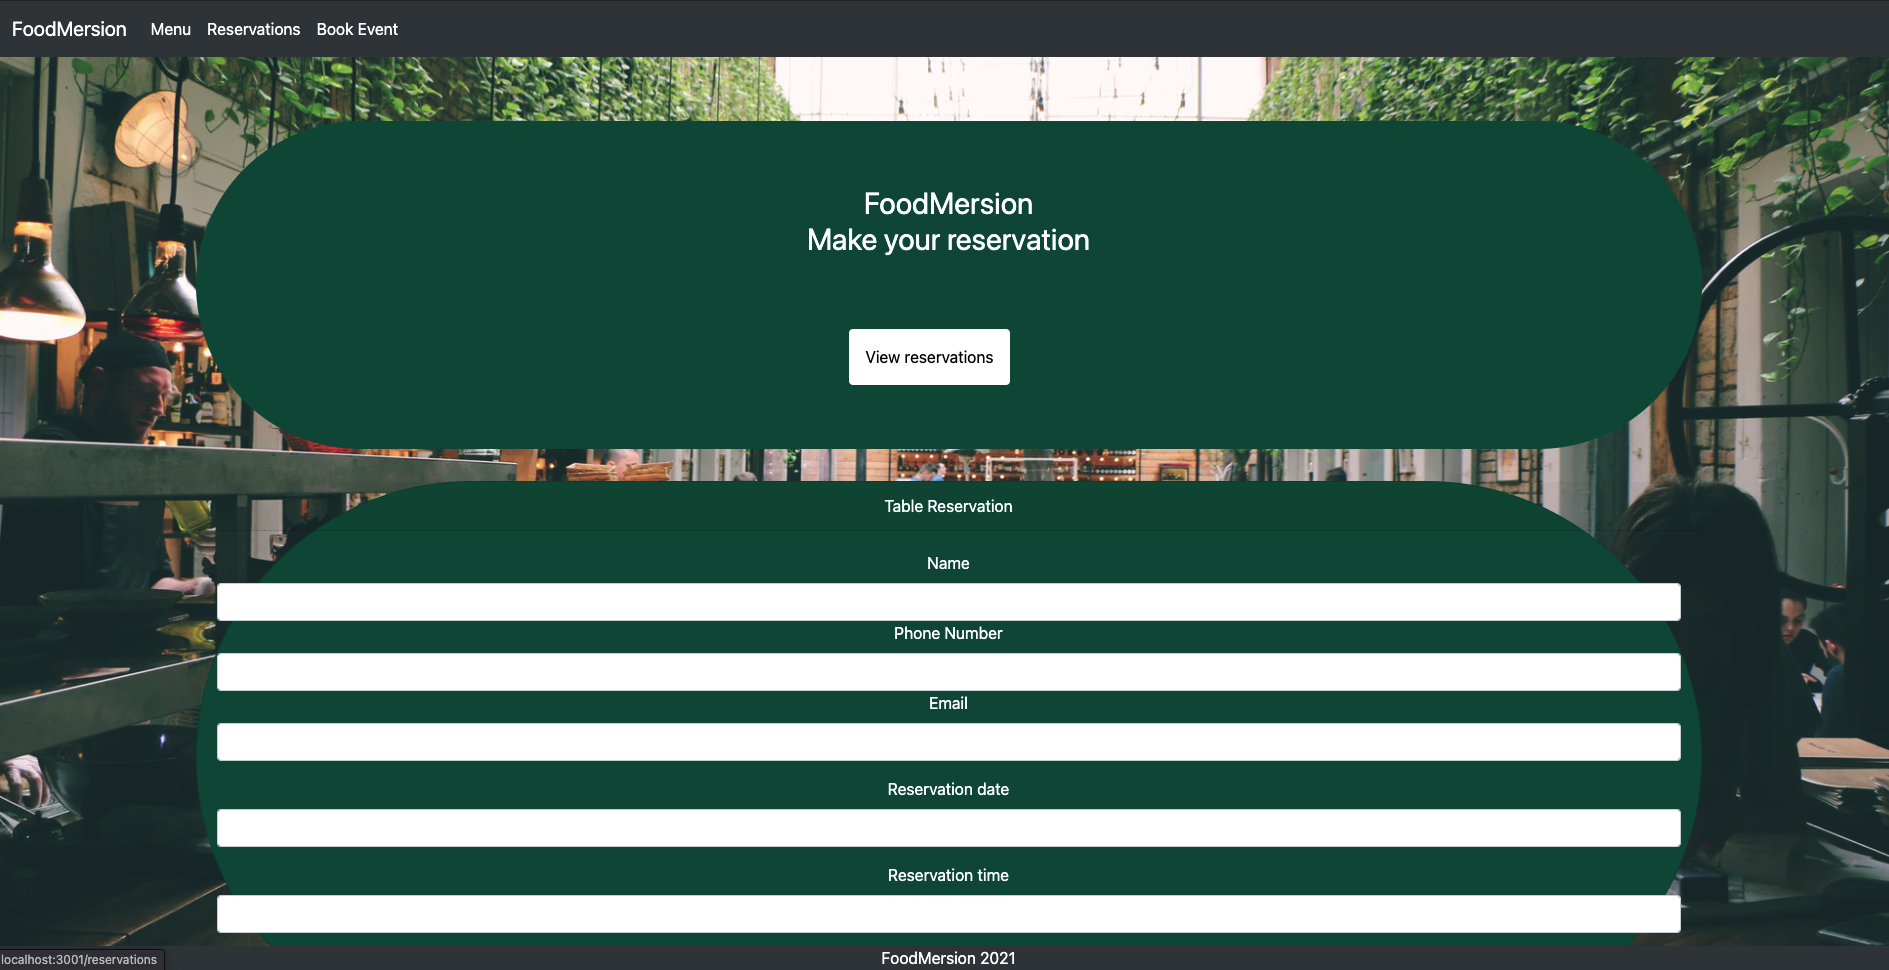 FoodMersion Menu Reservations Book Event
FoodMersion
Make your reservation
View reservations
Table Reservation
Name
Phone Number
Email
Reservation date
Reservation time
localhost:3001/reservations
FoodMersion 2021